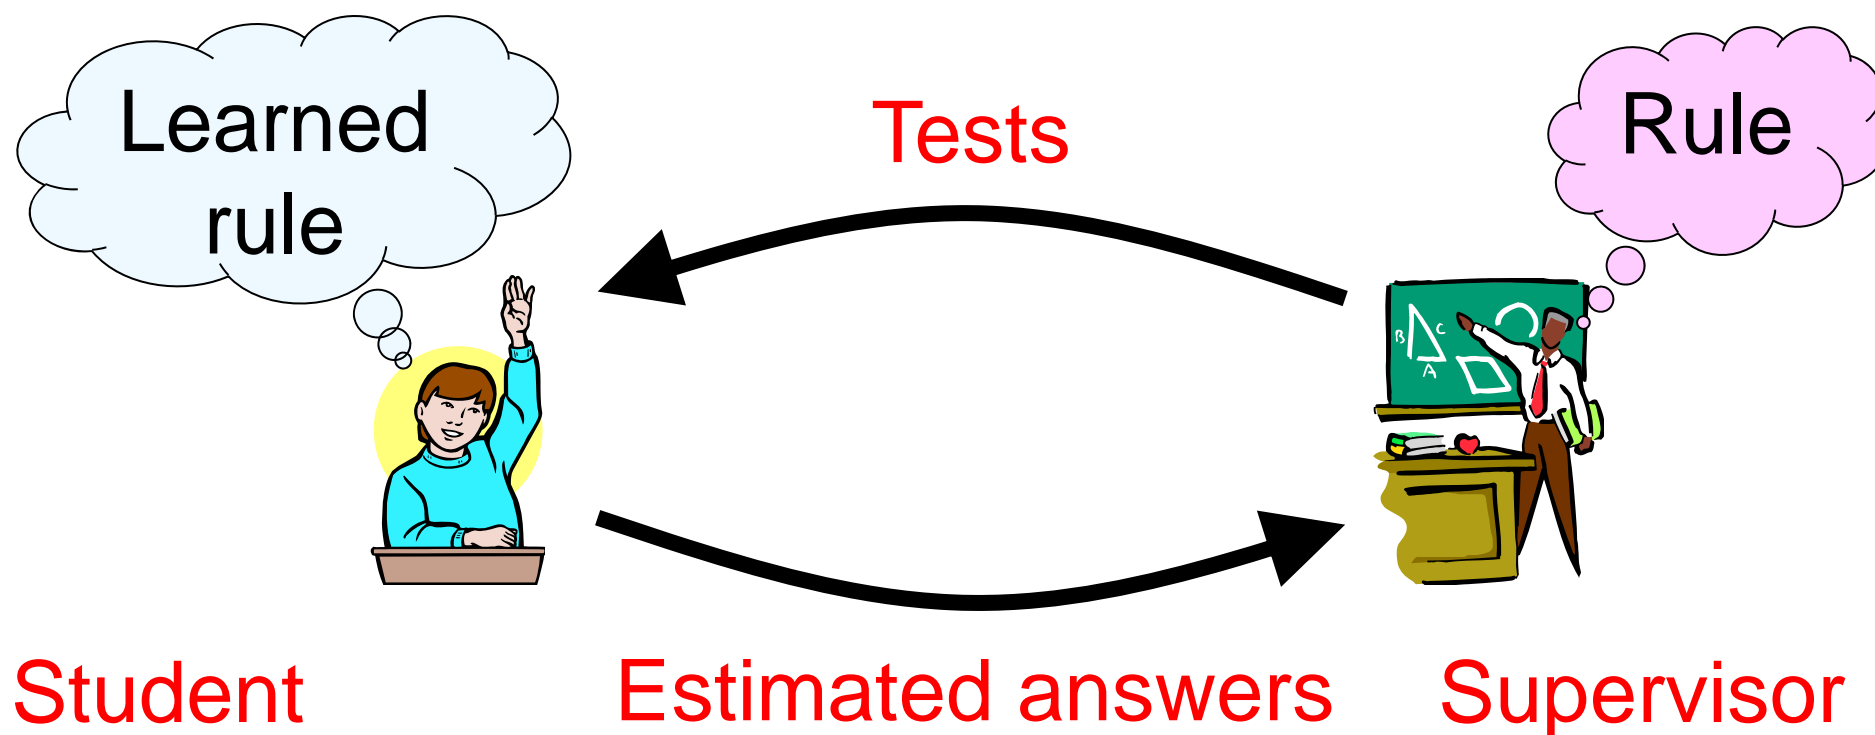 Learned
rule
Tests
Rule
B
C
A
Student
Estimated answers
Supervisor